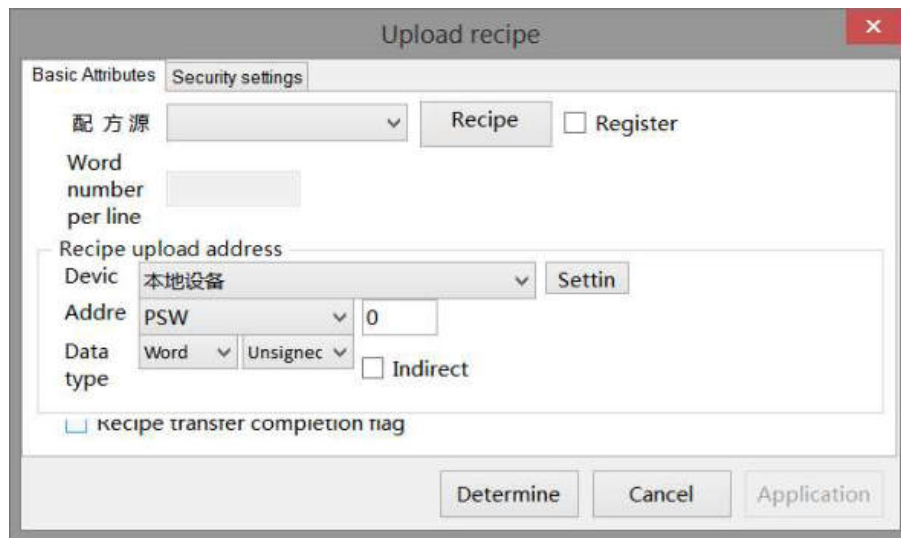 Upload recipe
Basic Attributes Security settings
配方源 Recipe Register
Word
number
per line
Recipe upload address
Devic 本地设备 Settin
Addre PSW 0
Data
type Word Unsignec Indirect
Recipe transfer completion flag
Determine Cancel Application